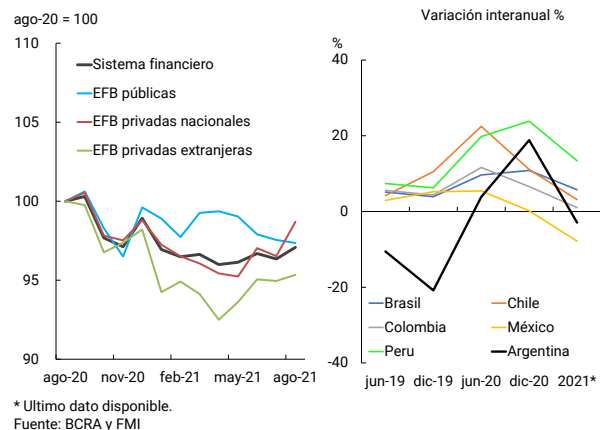 ago-20 = 100
110
105
100
95
90
Sistema financiero
EFB públicas
EFB privadas nacionales
EFB privadas extranjeras
ago-20 nov-20 feb-21 may-21 ago-21
Variación interanual %
%
40
20
0
-20
-40
Brasil Chile
Colombia México
Peru Argentina
jun-19 dic-19 jun-20 dic-20 2021*
* Ultimo dato disponible.
Fuente: BCRA y FMI